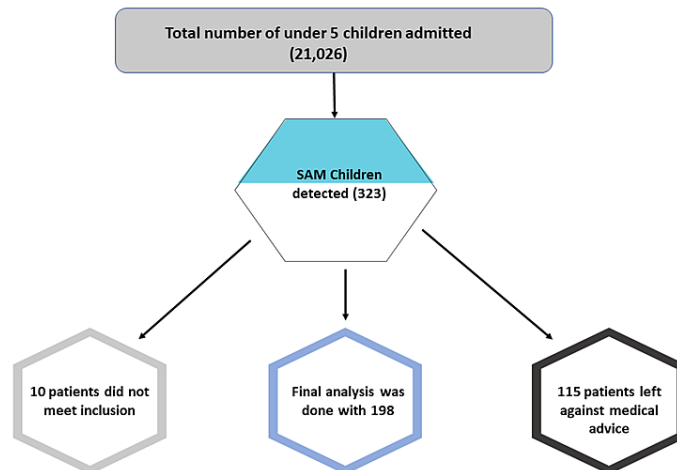 Total number of under 5 children admitted
(21,026)
SAM Children
detected (323)
10 patients did not
meet inclusion
Final analysis was
done with 198
115 patients left
against medical
advice